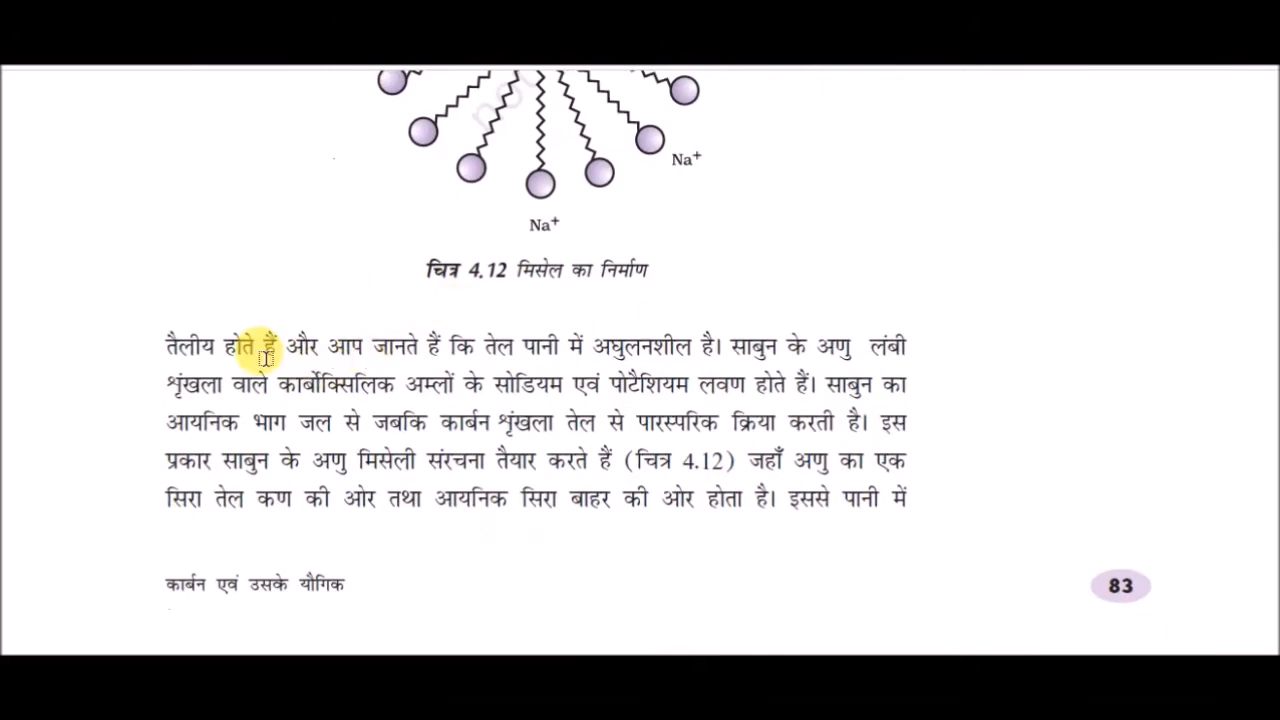 Na⁺
Na⁺
चित्र 4.12 मिसेल का निर्माण
तैलीय होते हैं और आप जानते हैं कि तेल पानी में अघुलनशील है। साबुन के अणु लंबी
शृंखला वाले कार्बोक्सिलिक अम्लों के सोडियम एवं पोटैशियम लवण होते हैं। साबुन का
आयनिक भाग जल से जबकि कार्बन शृंखला तेल से पारस्परिक क्रिया करती है। इस
प्रकार साबुन के अणु मिसेली संरचना तैयार करते हैं (चित्र 4.12) जहाँ अणु का एक
सिरा तेल कण की ओर तथा आयनिक सिरा बाहर की ओर होता है। इससे पानी में
कार्बन एवं उसके यौगिक
83